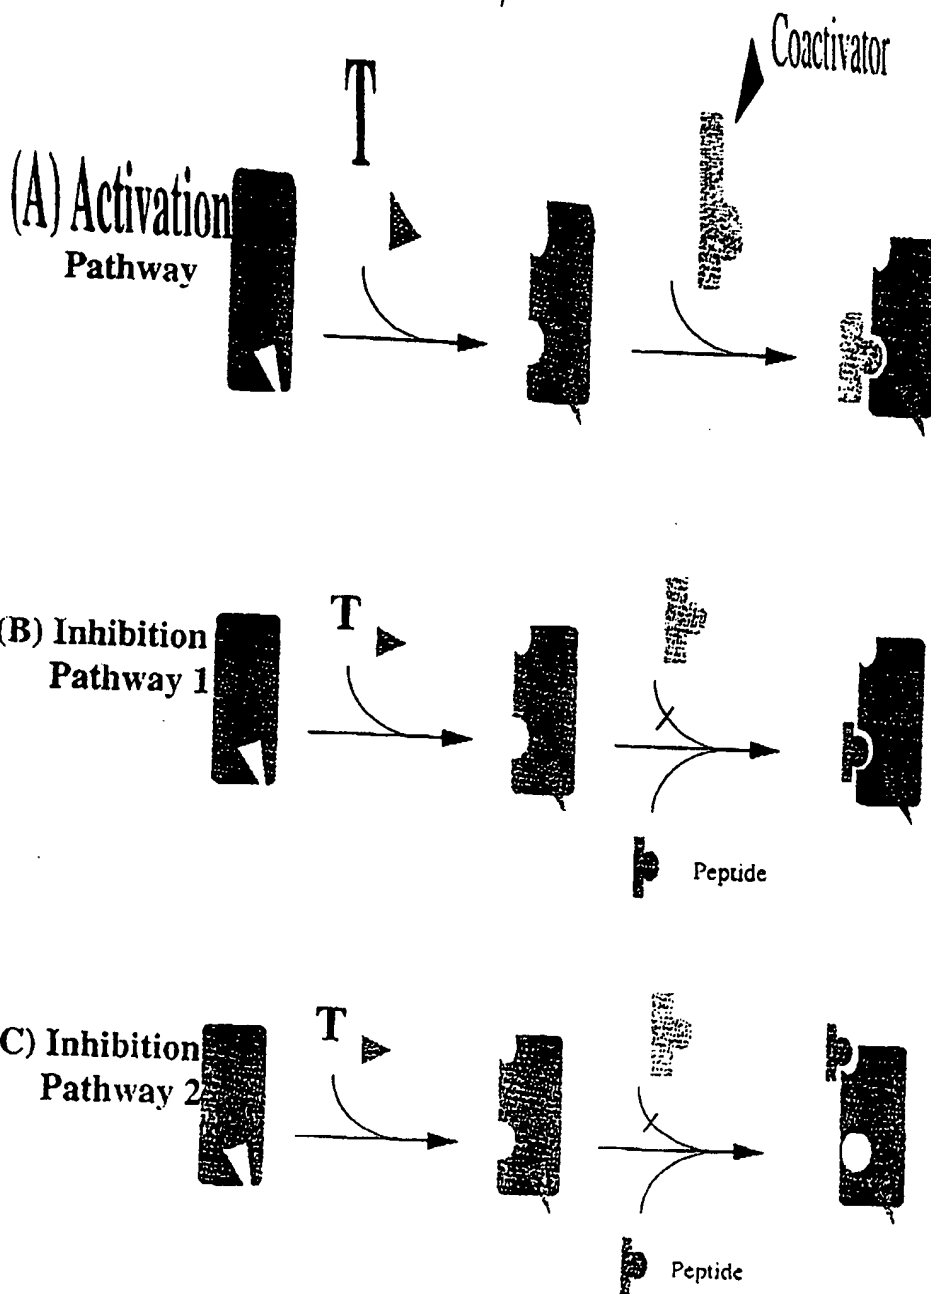 Coactivator
T
(A) Activation
Pathway
T
(B) Inhibition
Pathway 1
Peptide
T
C) Inhibition
Pathway 2
Peptide